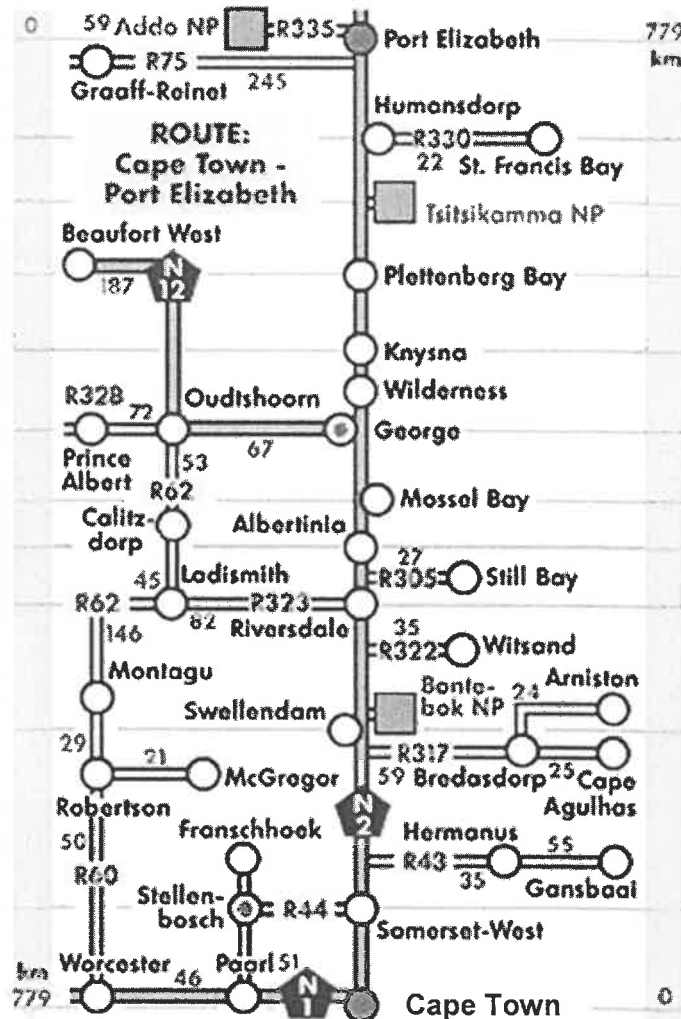 0
59 Addo NP
R335
Port Elizabeth
779
km
R75
Graaff-Reinet
245
Humansdorp
R330
22
St. Francis Bay
ROUTE:
Cape Town -
Port Elizabeth
Tsitsikamma NP
Beaufort West
187
N
12
Plettenberg Bay
Knysna
Wilderness
R328
72
Oudtshoorn
67
George
Prince
Albert
53
R62
Mossel Bay
Calitz-
dorp
Albertinia
27
R305
Still Bay
45
Ladismith
R62
146
82
R323
Riversdale
35
R322
Witsand
Montagu
Bonte-
bok NP
24
Arniston
Swellendam
29
21
McGregor
R317
59
Bredasdorp
25
Cape
Agulhas
Robertson
N
2
50
R60
Franschhoek
Hermanus
R43
35
55
Gansbaai
Stellen-
bosch
R44
Somerset-West
km
779
Worcester
46
Paarl
51
N
1
Cape Town
0